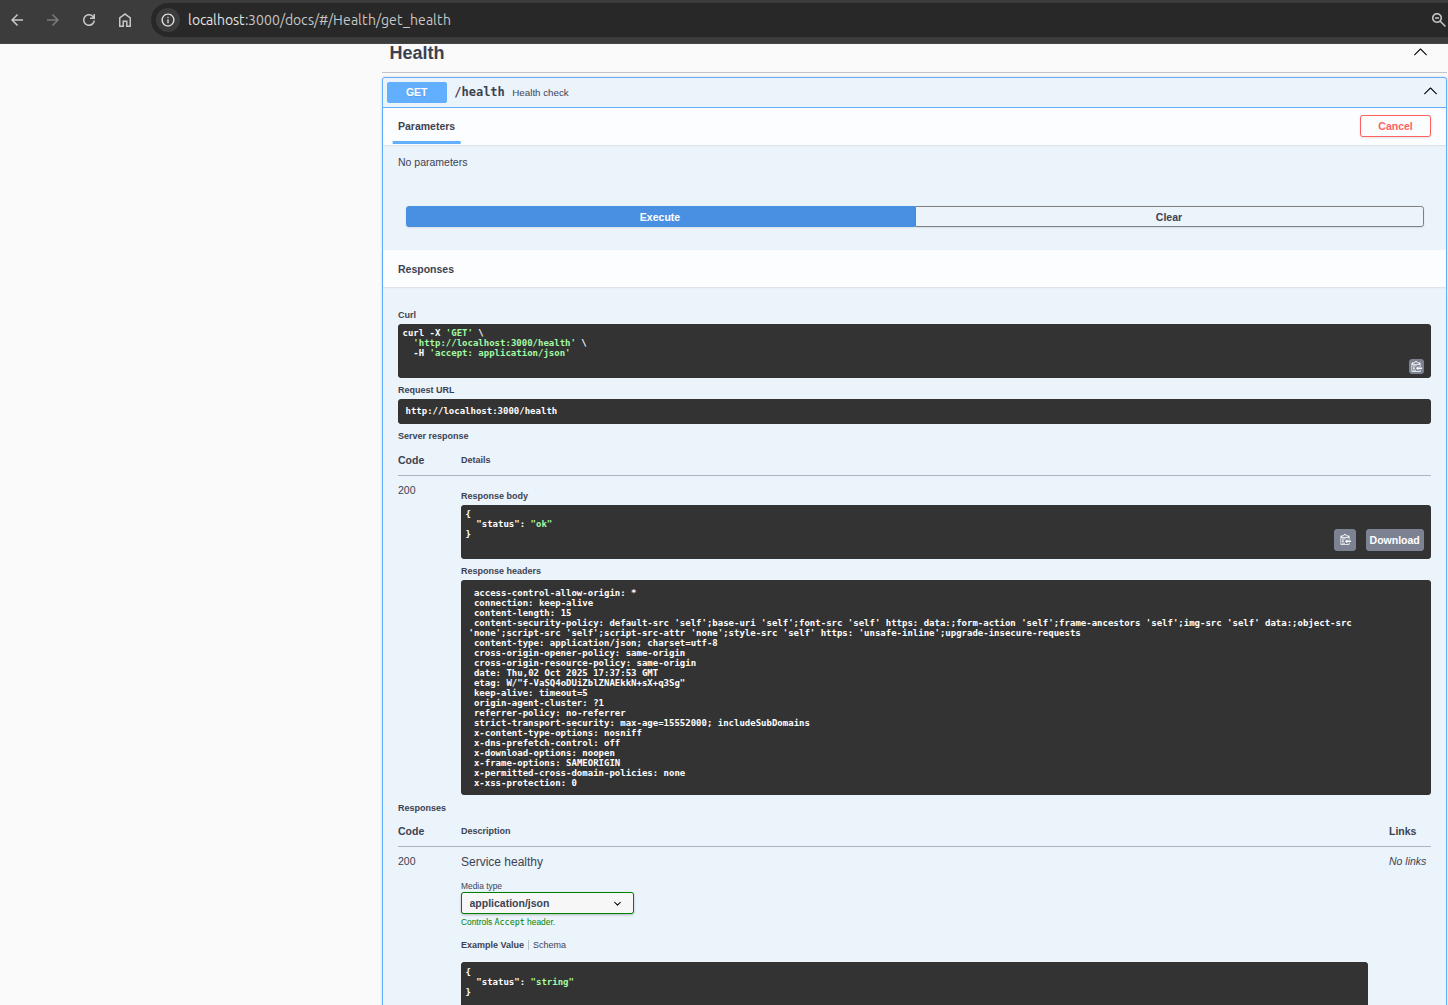 localhost:3000/docs/#/Health/get_health
Health
GET /health Health check
Parameters
Cancel
No parameters
Execute
Clear
Responses
Curl
curl -X 'GET' \
'http://localhost:3000/health' \
-H 'accept: application/json'
Request URL
http://localhost:3000/health
Server response
Code Details
200
Response body
{
"status": "ok"
}
Download
Response headers
access-control-allow-origin: *
connection: keep-alive
content-length: 15
content-security-policy: default-src 'self';base-uri 'self';font-src 'self' https: data:;form-action 'self';frame-ancestors 'self';img-src 'self' data:;object-src
'none';script-src 'self';script-src-attr 'none';style-src 'self' https: 'unsafe-inline';upgrade-insecure-requests
content-type: application/json; charset=utf-8
cross-origin-opener-policy: same-origin
cross-origin-resource-policy: same-origin
date: Thu,02 Oct 2025 17:37:53 GMT
etag: W/"f-VaSQ4oDUiZblZNAEkkN+sX+q3Sg"
keep-alive: timeout=5
origin-agent-cluster: ?1
referrer-policy: no-referrer
strict-transport-security: max-age=15552000; includeSubDomains
x-content-type-options: nosniff
x-dns-prefetch-control: off
x-download-options: noopen
x-frame-options: SAMEORIGIN
x-permitted-cross-domain-policies: none
x-xss-protection: 0
Responses
Code Description Links
200 Service healthy No links
Media type
application/json
Controls Accept header.
Example Value Schema
{
"status": "string"
}